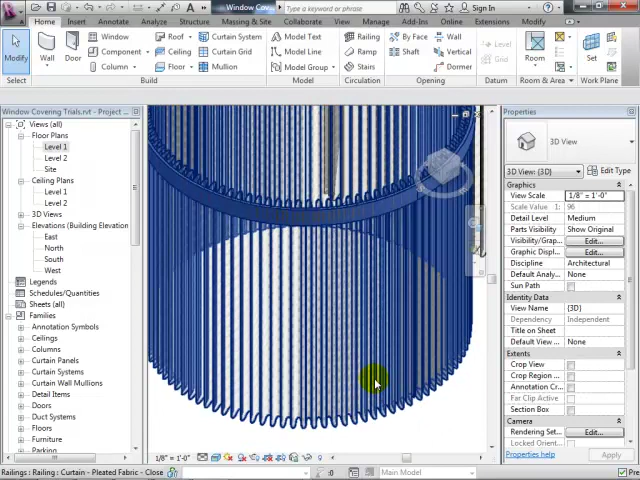 Window Covi...
Type a keyword or phrase
Sign In
Home Insert Annotate Analyze Structure Massing & Site Collaborate View Manage Add-Ins Extensions Modify
Modify
Wall
Door
Window
Component
Column
Roof
Ceiling
Floor
Curtain System
Curtain Grid
Mullion
Model Text
Model Line
Model Group
Railing
Ramp
Stairs
By Face
Shaft
Wall
Vertical
Dormer
Level
Grid
Room
Set
Select
Build
Model
Circulation
Opening
Datum
Room & Area
Work Plane
Window Covering Trials.rvt - Project ...
Views (all)
Floor Plans
Level 1
Level 2
Site
Ceiling Plans
Level 1
Level 2
3D Views
Elevations (Building Elevation
East
North
South
West
Legends
Schedules/Quantities
Sheets (all)
Families
Annotation Symbols
Ceilings
Columns
Curtain Panels
Curtain Systems
Curtain Wall Mullions
Detail Items
Doors
Duct Systems
Floors
Furniture
Parking
Properties
3D View
3D View: {3D}
Edit Type
Graphics
View Scale 1/8" = 1'-0"
Scale Value 1: 96
Detail Level Medium
Parts Visibility Show Original
Visibility/Grap... Edit...
Graphic Displ... Edit...
Discipline Architectural
Default Analy... None
Sun Path
Identity Data
View Name {3D}
Dependency Independent
Title on Sheet
Default View ... None
Extents
Crop View
Crop Region ...
Annotation Cr...
Far Clip Active
Section Box
Camera
Rendering Set... Edit...
Locked Orient...
Properties help
Apply
1/8" = 1'-0"
Railings : Railing : Curtain - Pleated Fabric - Close
:0
Main Model
Pre